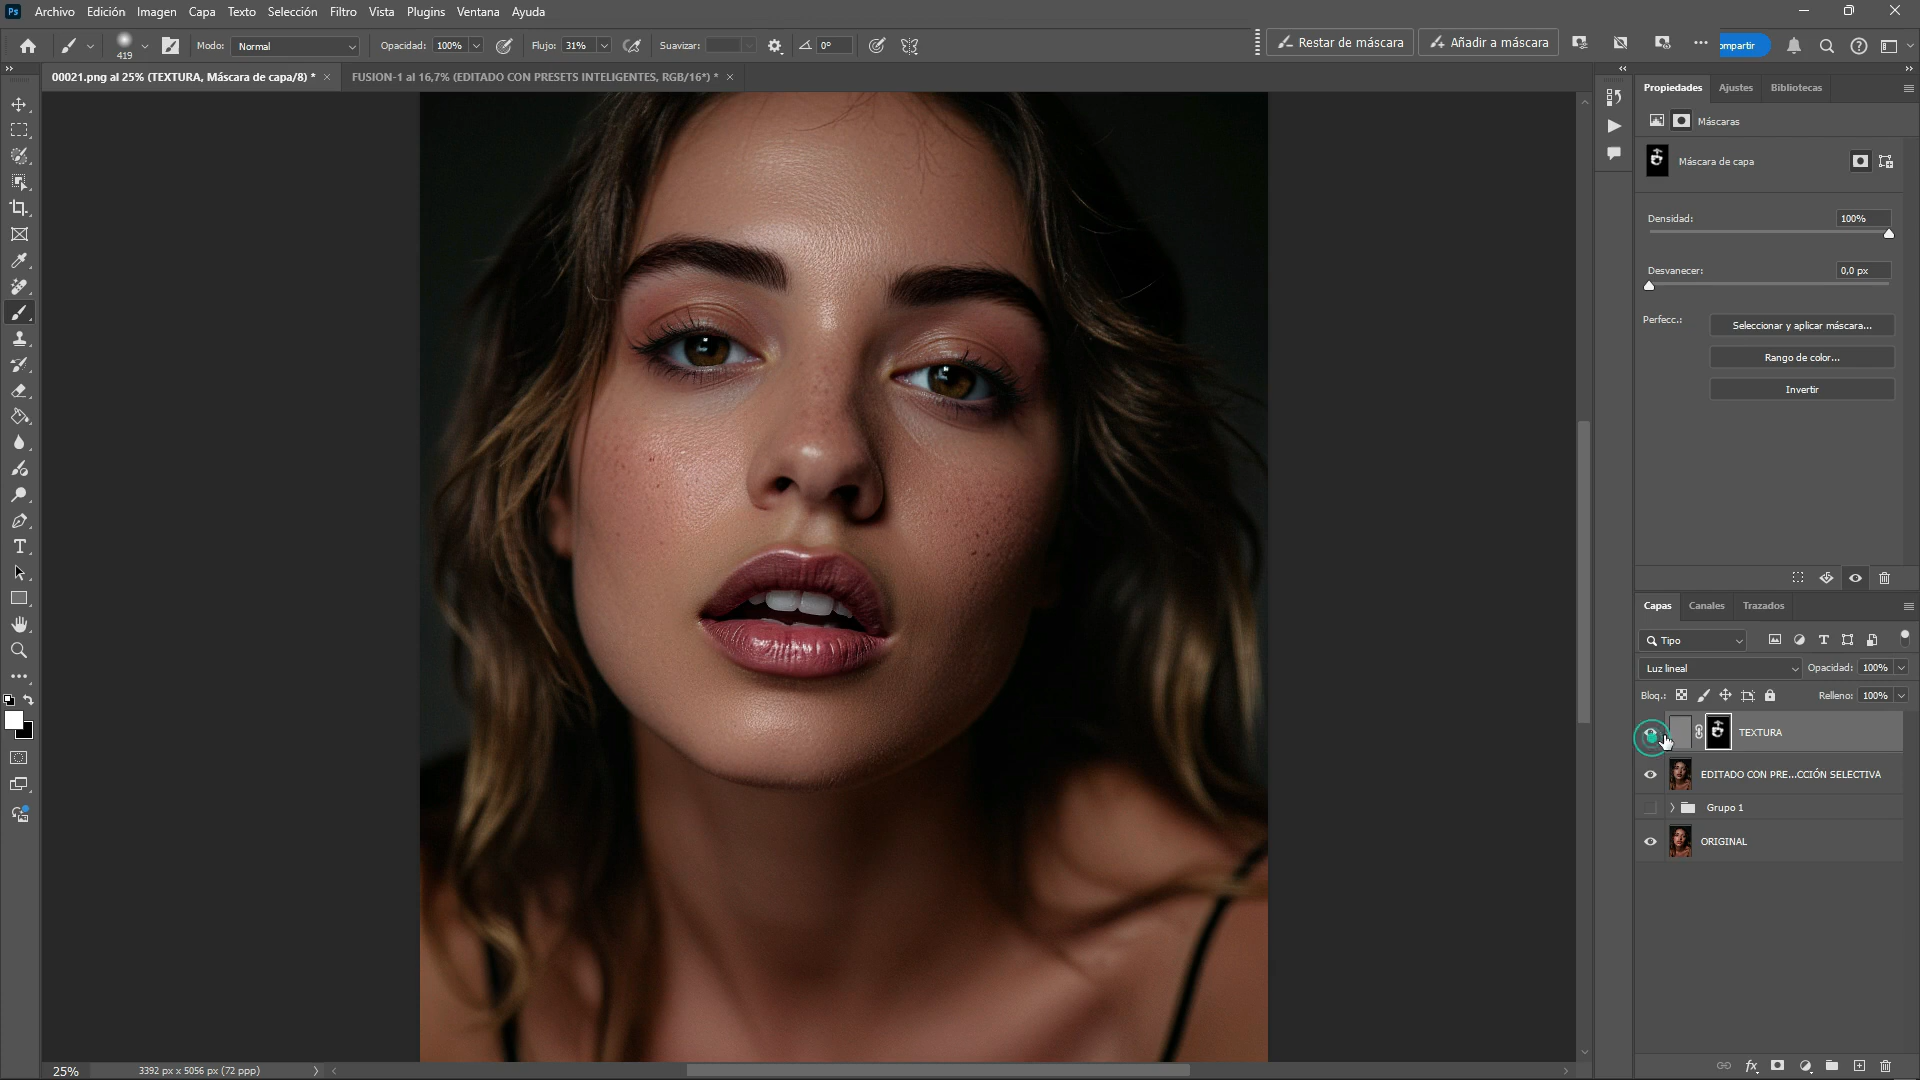 Ps Archivo Edición Imagen Capa Texto Selección Filtro Vista Plugins Ventana Ayuda
419 Modo: Normal Opacidad: 100% Flujo: 31% Suavizar: 0° Restar de máscara Añadir a máscara ompartir
00021.png al 25% (TEXTURA, Máscara de capa/8) * × FUSION-1 al 16,7% (EDITADO CON PRESETS INTELIGENTES, RGB/16*) * ×
Propiedades Ajustes Bibliotecas
Máscaras
Máscara de capa
Densidad: 100%
Desvanecer: 0,0 px
Perfecc.: Seleccionar y aplicar máscara...
Rango de color...
Invertir
Capas Canales Trazados
Tipo
Luz lineal Opacidad: 100%
Bloq.: Relleno: 100%
TEXTURA
EDITADO CON PRE...CCIÓN SELECTIVA
Grupo 1
ORIGINAL
25% 3392 px x 5056 px (72 ppp)